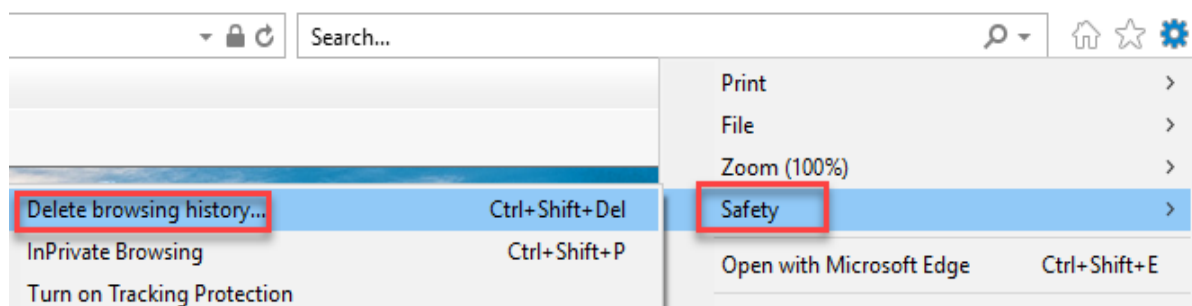 Search...
Print
File
Zoom (100%)
Safety
Open with Microsoft Edge Ctrl+Shift+E
Delete browsing history... Ctrl+Shift+Del
InPrivate Browsing Ctrl+Shift+P
Turn on Tracking Protection